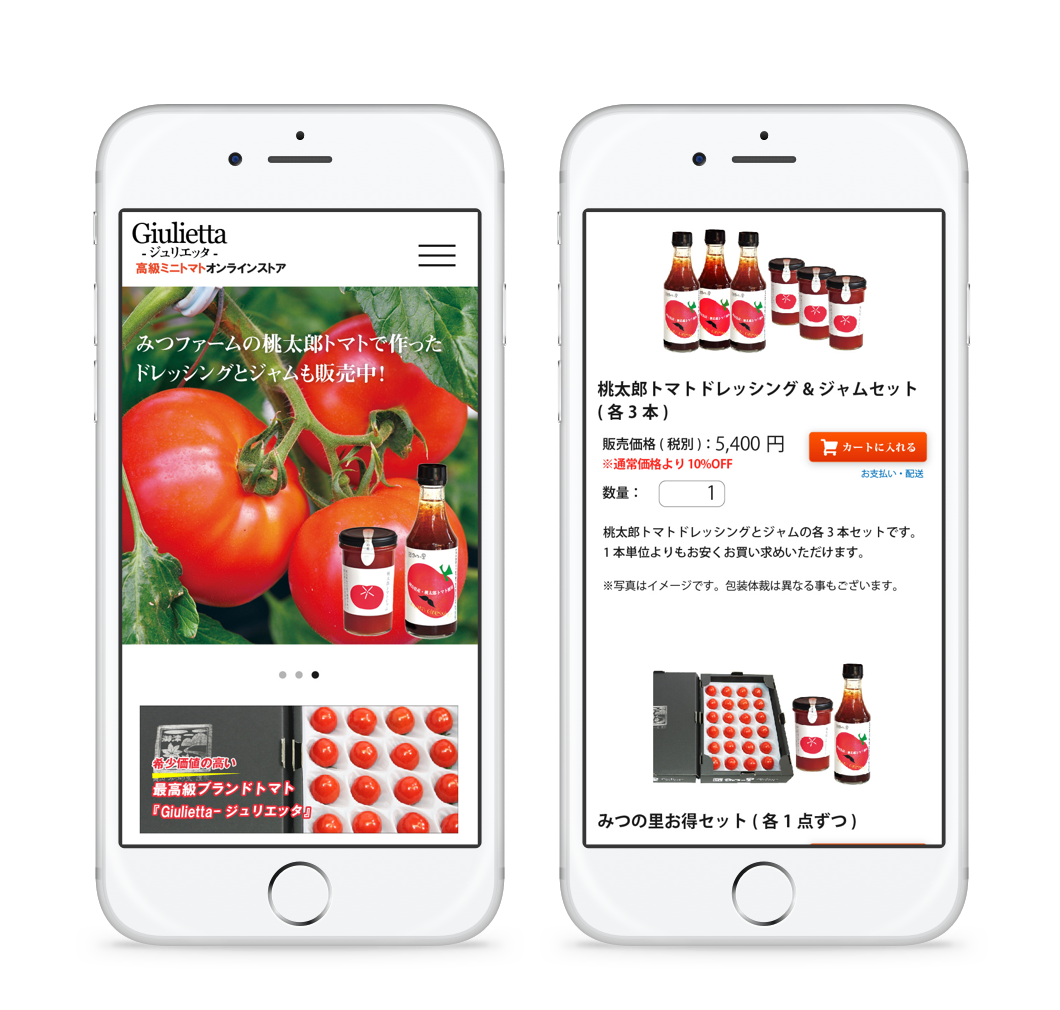 Giulietta
- ジュリエッタ -
高級ミニトマトオンラインストア
みつファームの桃太郎トマトで作った
ドレッシングとジャムも販売中！
希少価値の高い
最高級ブランドトマト
『Giulietta- ジュリエッタ』
桃太郎トマトドレッシング & ジャムセット
( 各 3 本 )
販売価格 ( 税別 )：5,400 円
カートに入れる
※通常価格より 10%OFF
お支払い・配送
数量： 1
桃太郎トマトドレッシングとジャムの各 3 本セットです。
1 本単位よりもお安くお買い求めいただけます。
※写真はイメージです。包装体裁は異なる事もございます。
みつの里お得セット ( 各 1 点ずつ )